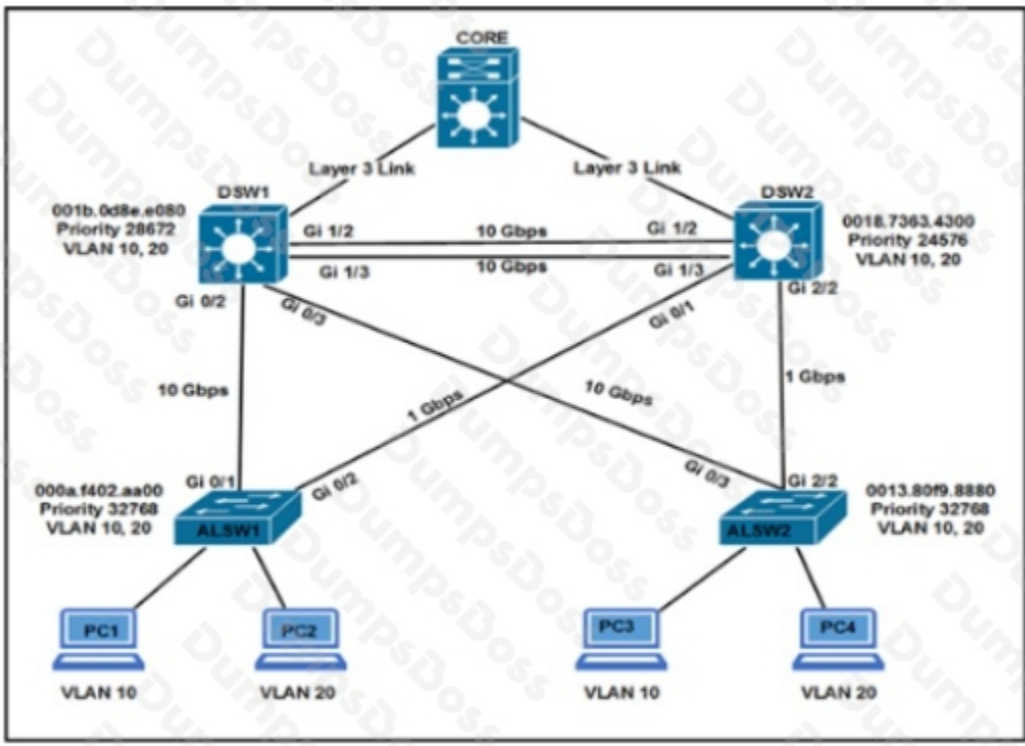 CORE
Layer 3 Link
Layer 3 Link
DSW1
DSW2
001b.0d8e.e080
Priority 28672
VLAN 10, 20
0018.7363.4300
Priority 24576
VLAN 10, 20
Gi 1/2
10 Gbps
Gi 1/2
Gi 1/3
10 Gbps
Gi 1/3
Gi 0/2
Gi 0/3
Gi 0/1
Gi 2/2
10 Gbps
1 Gbps
10 Gbps
1 Gbps
Gi 0/1
Gi 0/2
Gi 0/3
Gi 2/2
000a.f402.aa00
Priority 32768
VLAN 10, 20
ALSW1
ALSW2
0013.80f9.8880
Priority 32768
VLAN 10, 20
PC1
PC2
PC3
PC4
VLAN 10
VLAN 20
VLAN 10
VLAN 20
DumpsDoss